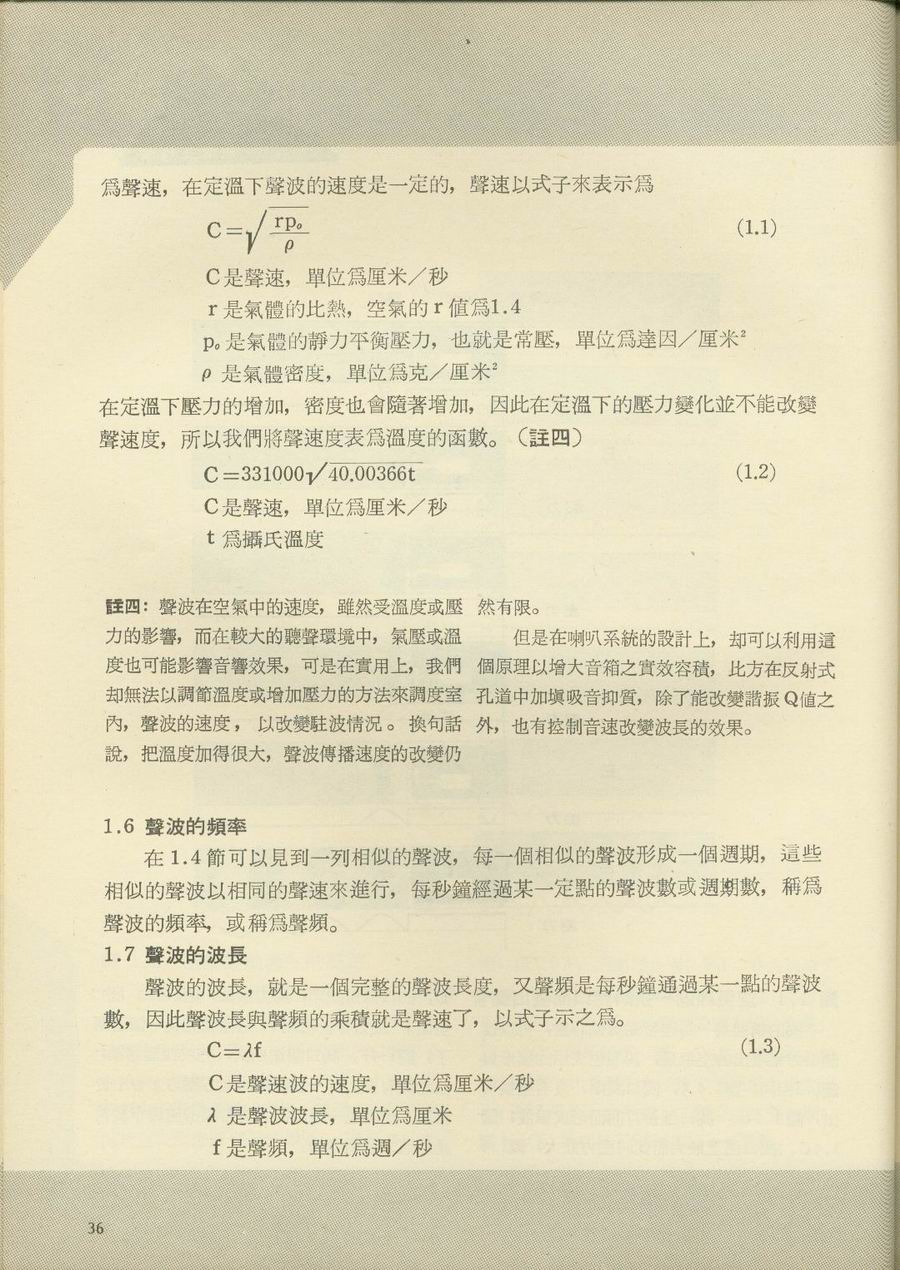 爲聲速，在定溫下聲波的速度是一定的，聲速以式子來表示爲
C=√(rp₀/ρ) (1.1)
C是聲速，單位爲厘米／秒
r 是氣體的比熱，空氣的 r 值爲1.4
p₀ 是氣體的靜力平衡壓力，也就是常壓，單位爲達因／厘米²
ρ 是氣體密度，單位爲克／厘米²
在定溫下壓力的增加，密度也會隨著增加，因此在定溫下的壓力變化並不能改變
聲速度，所以我們將聲速度表爲溫度的函數。（註四）
C=331000√40.00366t (1.2)
C是聲速，單位爲厘米／秒
t 爲攝氏溫度
註四：聲波在空氣中的速度，雖然受溫度或壓
力的影響，而在較大的聽聲環境中，氣壓或溫
度也可能影響音響效果，可是在實用上，我們
却無法以調節溫度或增加壓力的方法來調度室
內，聲波的速度，以改變駐波情況。換句話
說，把溫度加得很大，聲波傳播速度的改變仍
然有限。
但是在喇叭系統的設計上，却可以利用這
個原理以增大音箱之實效容積，比方在反射式
孔道中加塡吸音抑質，除了能改變諧振Q值之
外，也有控制音速改變波長的效果。
1.6 聲波的頻率
在 1.4 節可以見到一列相似的聲波，每一個相似的聲波形成一個週期，這些
相似的聲波以相同的聲速來進行，每秒鐘經過某一定點的聲波數或週期數，稱爲
聲波的頻率，或稱爲聲頻。
1.7 聲波的波長
聲波的波長，就是一個完整的聲波長度，又聲頻是每秒鐘通過某一點的聲波
數，因此聲波長與聲頻的乘積就是聲速了，以式子示之爲。
C=λf (1.3)
C是聲速波的速度，單位爲厘米／秒
λ 是聲波波長，單位爲厘米
f是聲頻，單位爲週／秒
36